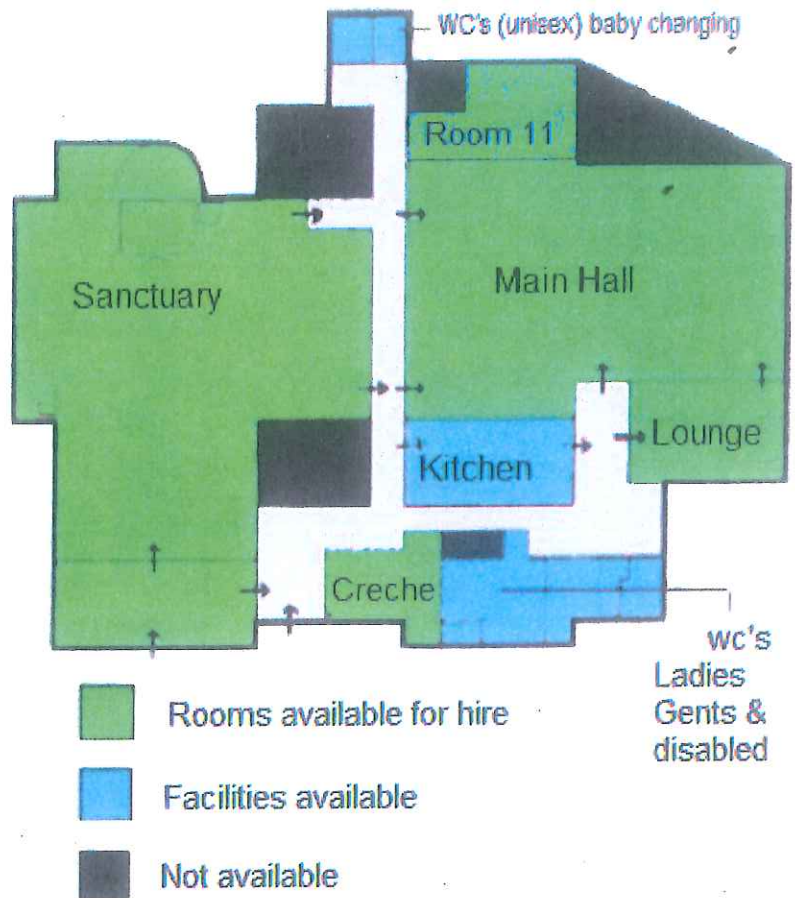 WC's (unisex) baby changing
Room 11
Sanctuary
Main Hall
Lounge
Kitchen
Creche
wc's
Ladies
Gents &
disabled
Rooms available for hire
Facilities available
Not available